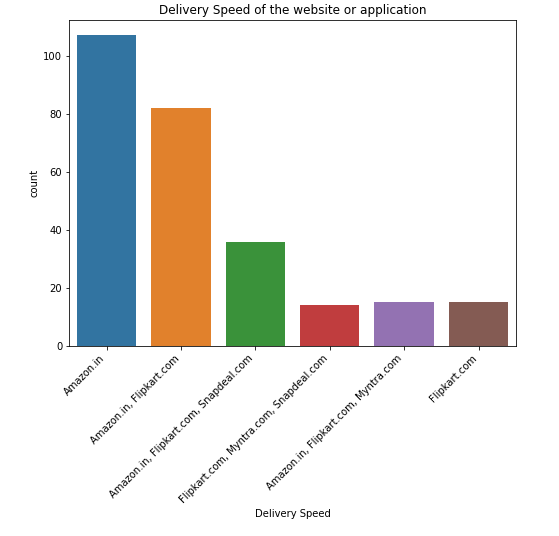 Delivery Speed of the website or application
count
100
80
60
40
20
0
Amazon.in
Amazon.in, Flipkart.com
Amazon.in, Flipkart.com, Snapdeal.com
Flipkart.com, Myntra.com, Snapdeal.com
Amazon.in, Flipkart.com, Myntra.com
Flipkart.com
Delivery Speed